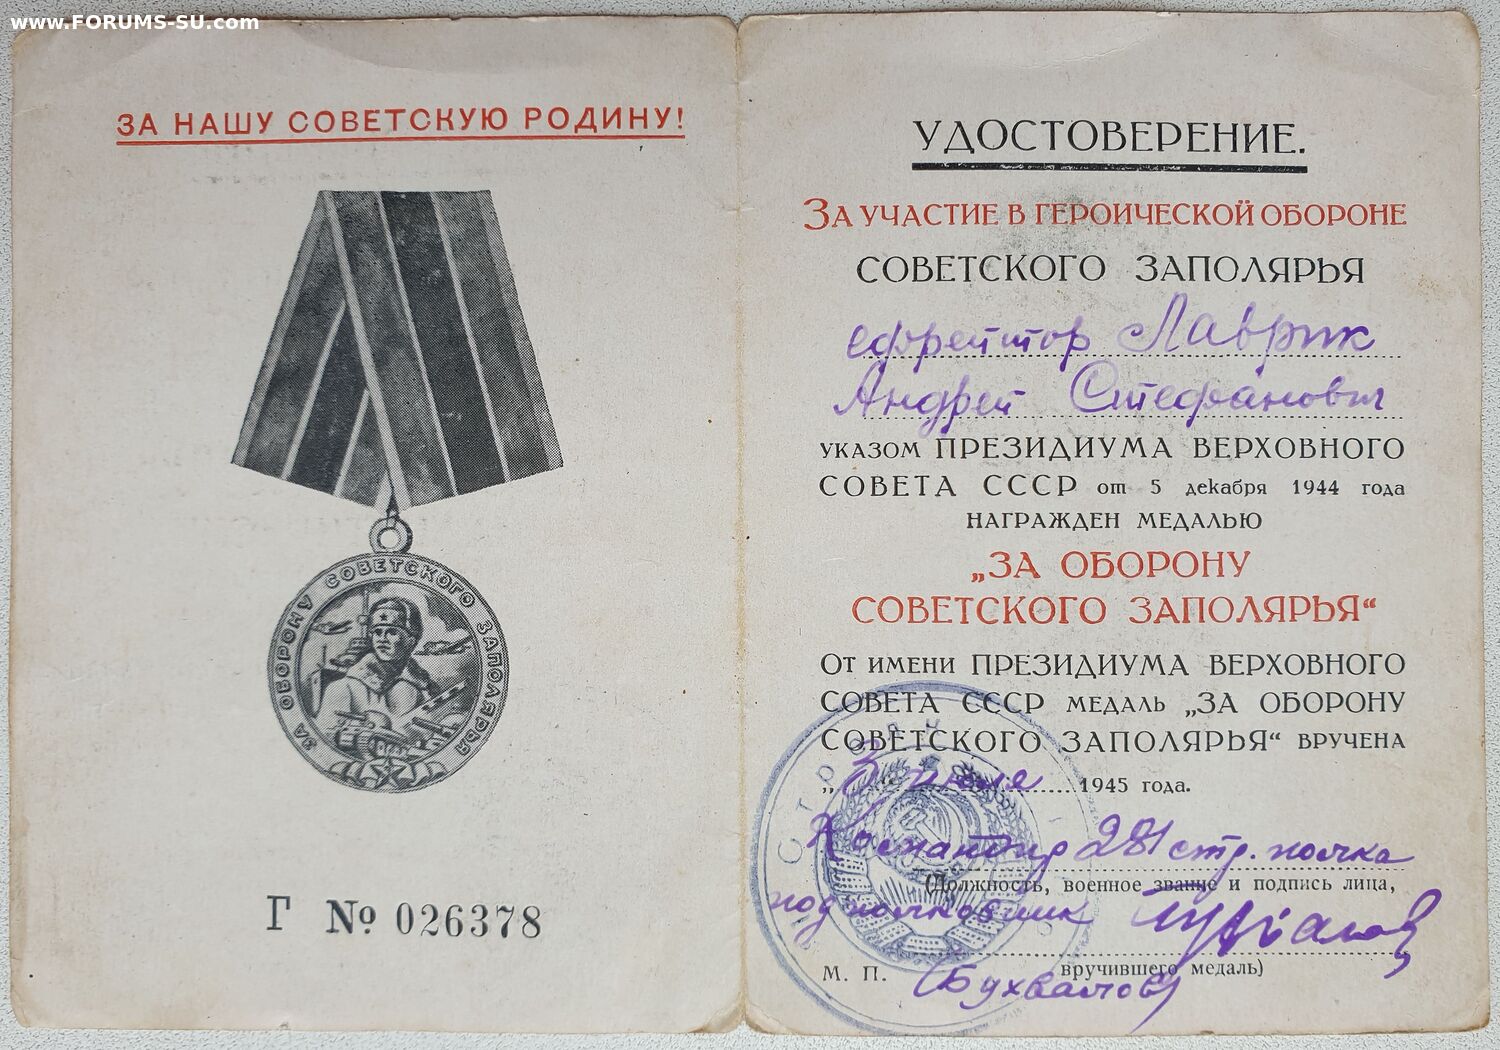 www.FORUMS-SU.com
ЗА НАШУ СОВЕТСКУЮ РОДИНУ!
ЗА ОБОРОНУ СОВЕТСКОГО ЗАПОЛЯРЬЯ
Г № 026378
УДОСТОВЕРЕНИЕ.
ЗА УЧАСТИЕ В ГЕРОИЧЕСКОЙ ОБОРОНЕ
СОВЕТСКОГО ЗАПОЛЯРЬЯ
ефрейтор Лаврик
Андрей Стефанович
УКАЗОМ ПРЕЗИДИУМА ВЕРХОВНОГО
СОВЕТА СССР от 5 декабря 1944 года
НАГРАЖДЕН МЕДАЛЬЮ
„ЗА ОБОРОНУ
СОВЕТСКОГО ЗАПОЛЯРЬЯ“
ОТ ИМЕНИ ПРЕЗИДИУМА ВЕРХОВНОГО
СОВЕТА СССР МЕДАЛЬ „ЗА ОБОРОНУ
СОВЕТСКОГО ЗАПОЛЯРЬЯ“ ВРУЧЕНА
„3 июля 1945 года.
Командир 281 стр. полка
(Должность, военное звание и подпись лица,
подполковник
М. П. вручившего медаль)
(Бухвалов)